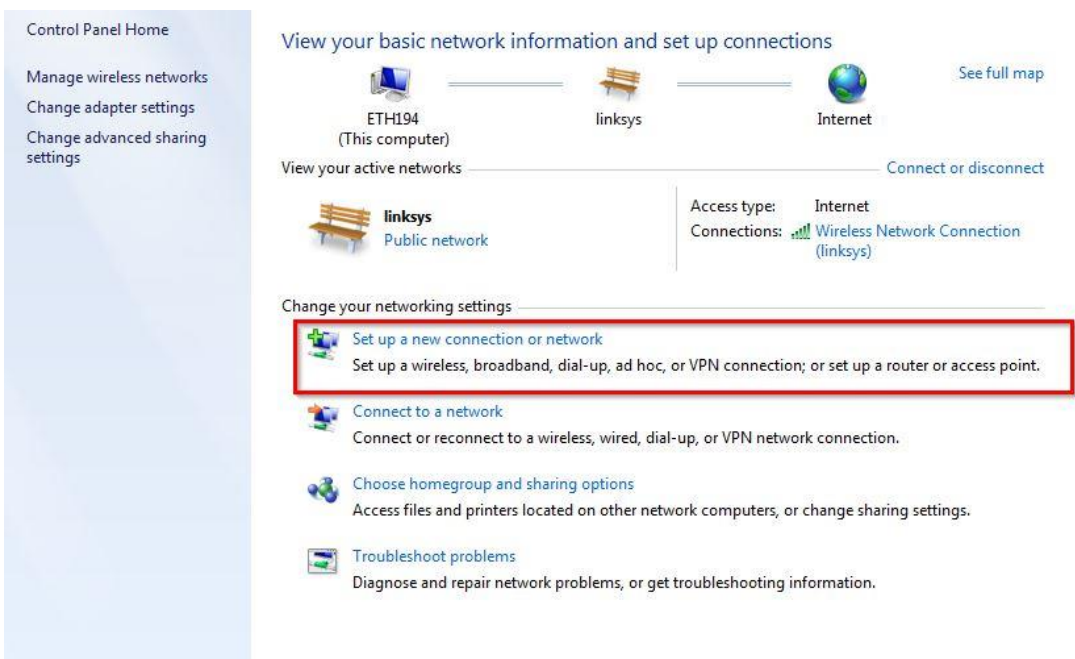 Control Panel Home
Manage wireless networks
Change adapter settings
Change advanced sharing
settings
View your basic network information and set up connections
See full map
ETH194
(This computer)
linksys
Internet
View your active networks
Connect or disconnect
linksys
Public network
Access type: Internet
Connections: Wireless Network Connection
(linksys)
Change your networking settings
Set up a new connection or network
Set up a wireless, broadband, dial-up, ad hoc, or VPN connection; or set up a router or access point.
Connect to a network
Connect or reconnect to a wireless, wired, dial-up, or VPN network connection.
Choose homegroup and sharing options
Access files and printers located on other network computers, or change sharing settings.
Troubleshoot problems
Diagnose and repair network problems, or get troubleshooting information.